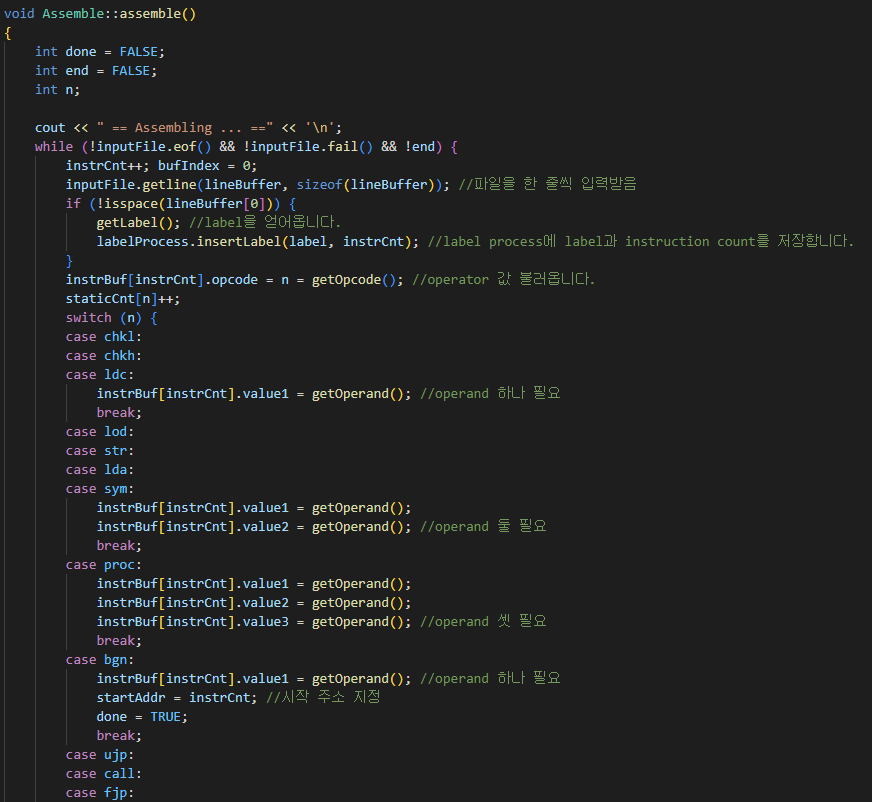 void Assemble::assemble()
{
    int done = FALSE;
    int end = FALSE;
    int n;

    cout << " == Assembling ... ==" << '\n';
    while (!inputFile.eof() && !inputFile.fail() && !end) {
        instrCnt++; bufIndex = 0;
        inputFile.getline(lineBuffer, sizeof(lineBuffer)); //파일을 한 줄씩 입력받음
        if (!isspace(lineBuffer[0])) {
            getLabel(); //label을 얻어옵니다.
            labelProcess.insertLabel(label, instrCnt); //label process에 label과 instruction count를 저장합니다.
        }
        instrBuf[instrCnt].opcode = n = getOpcode(); //operator 값 불러옵니다.
        staticCnt[n]++;
        switch (n) {
        case chkl:
        case chkh:
        case ldc:
            instrBuf[instrCnt].value1 = getOperand(); //operand 하나 필요
            break;
        case lod:
        case str:
        case lda:
        case sym:
            instrBuf[instrCnt].value1 = getOperand();
            instrBuf[instrCnt].value2 = getOperand(); //operand 둘 필요
            break;
        case proc:
            instrBuf[instrCnt].value1 = getOperand();
            instrBuf[instrCnt].value2 = getOperand();
            instrBuf[instrCnt].value3 = getOperand(); //operand 셋 필요
            break;
        case bgn:
            instrBuf[instrCnt].value1 = getOperand(); //operand 하나 필요
            startAddr = instrCnt; //시작 주소 지정
            done = TRUE;
            break;
        case ujp:
        case call:
        case fjp: